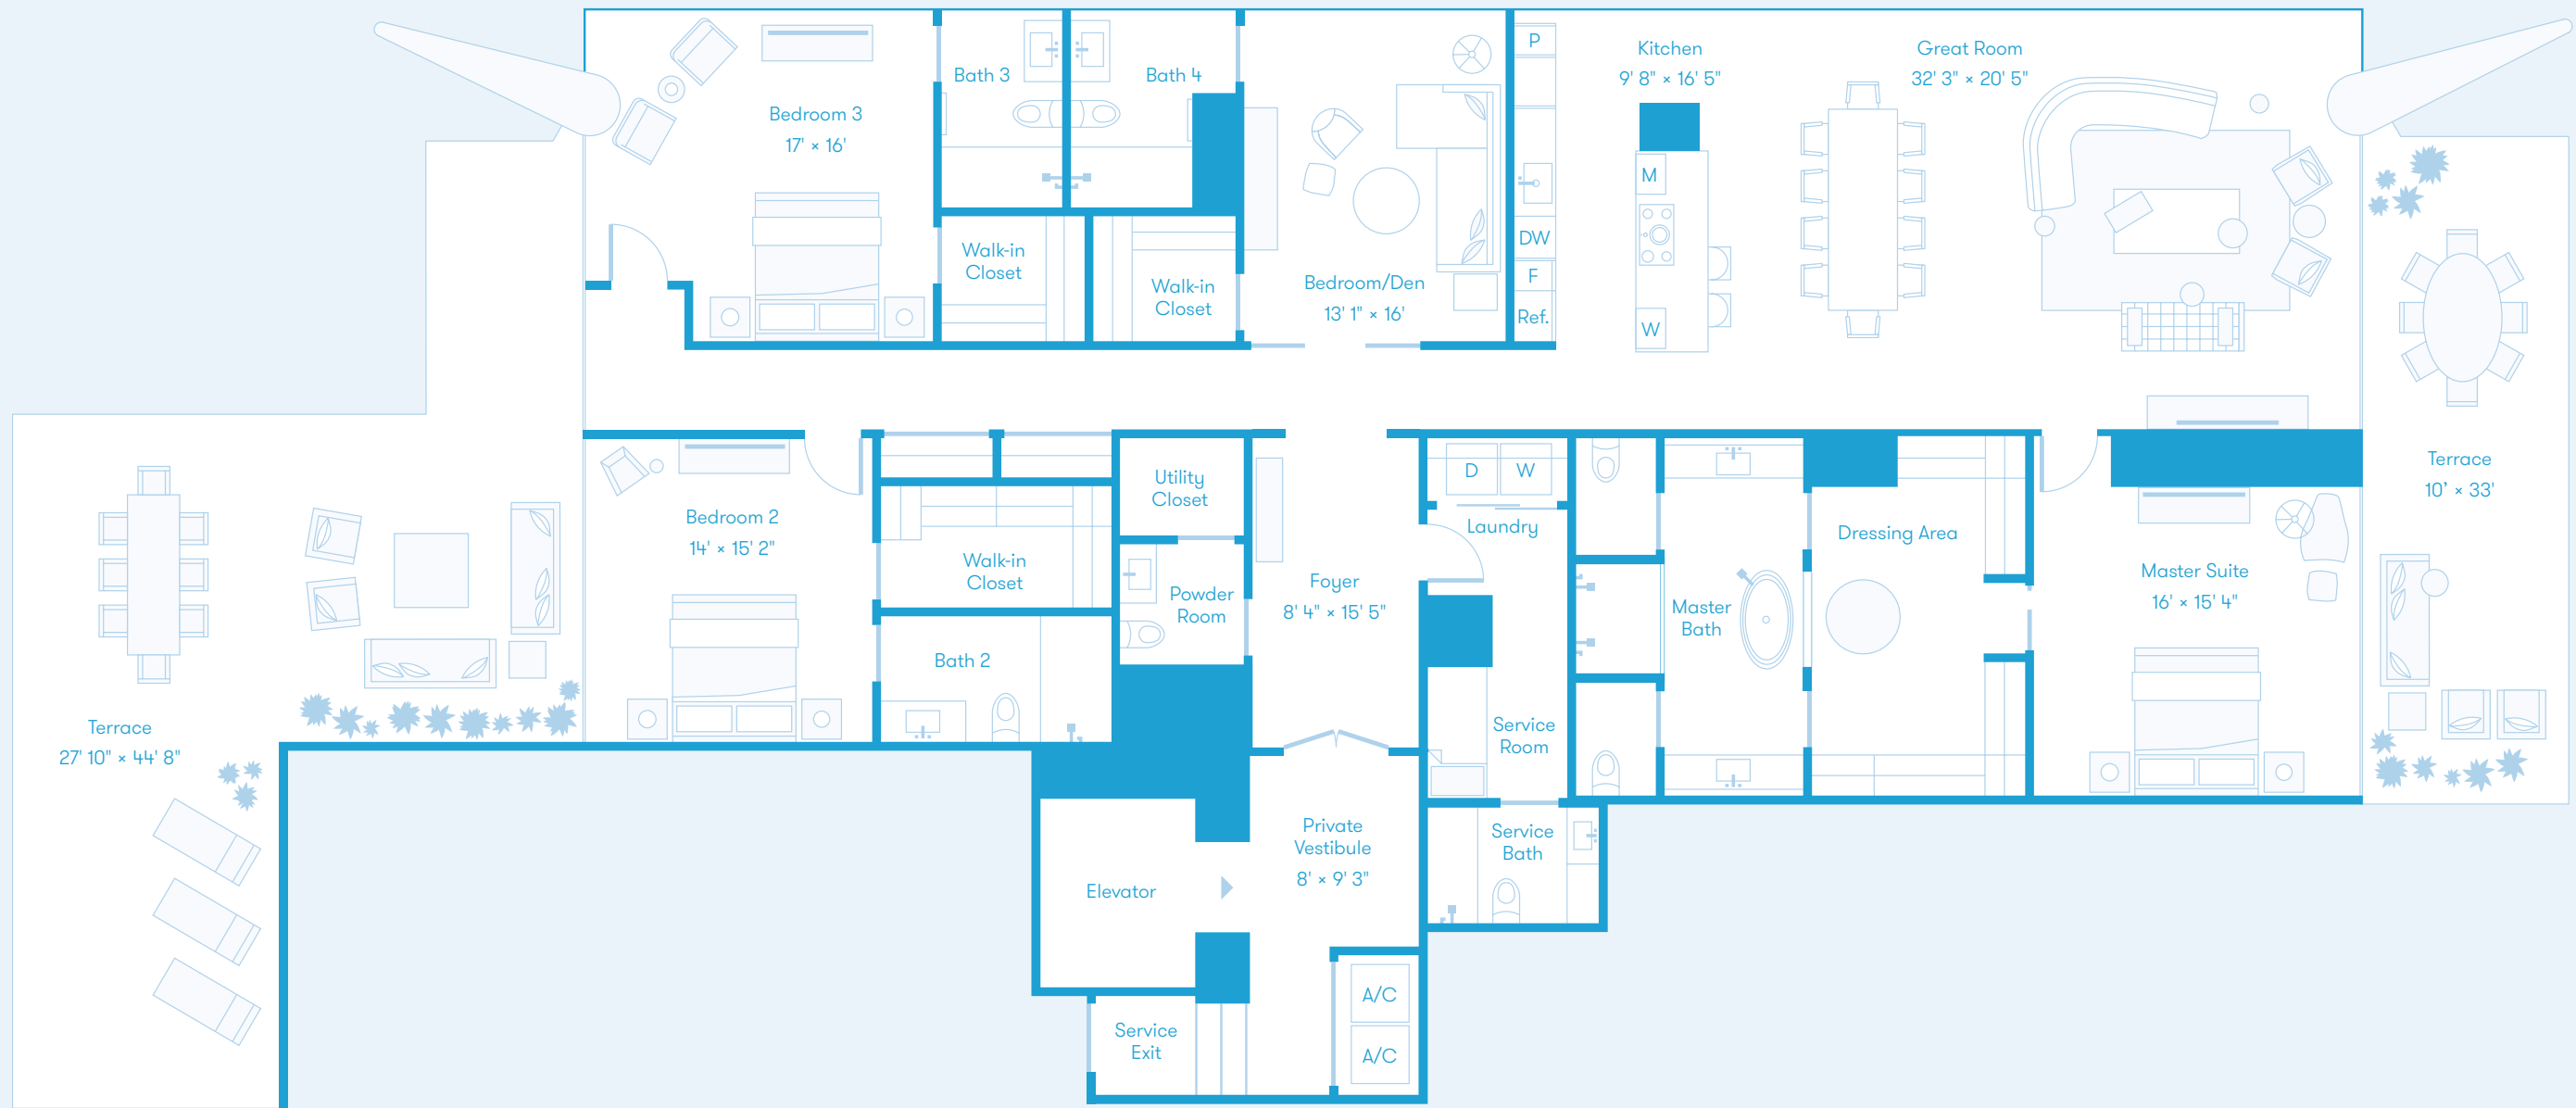 Bedroom 3
17' × 16'
Bath 3
Bath 4
Walk-in
Closet
Walk-in
Closet
Bedroom/Den
13' 1" × 16'
P
DW
F
Ref.
Kitchen
9' 8" × 16' 5"
M
W
Great Room
32' 3" × 20' 5"
Terrace
10’ × 33'
Terrace
27' 10" × 44' 8"
Bedroom 2
14' × 15' 2"
Walk-in
Closet
Bath 2
Utility
Closet
Powder
Room
Foyer
8' 4" × 15' 5"
D
W
Laundry
Service
Room
Master
Bath
Dressing Area
Master Suite
16' × 15' 4"
Elevator
Private
Vestibule
8' × 9' 3"
Service
Bath
Service
Exit
A/C
A/C